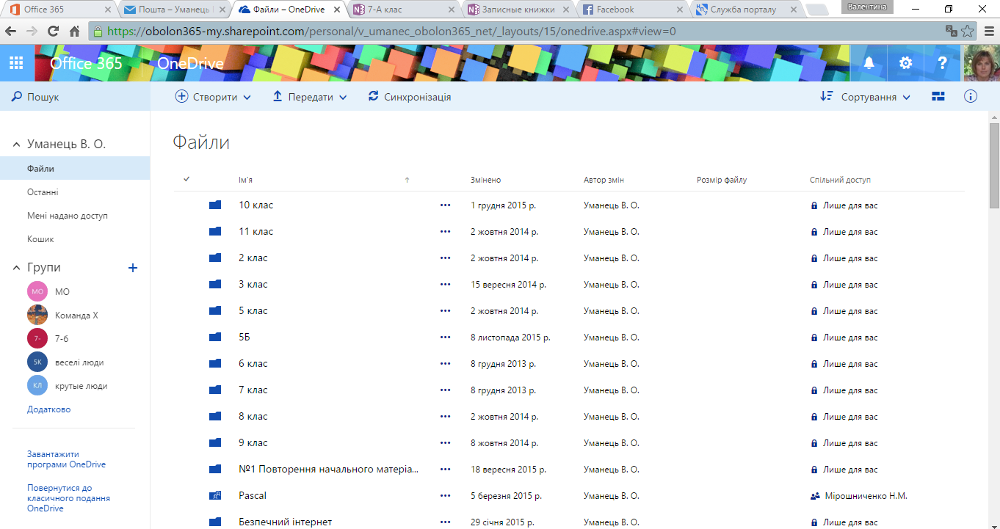 Office 365
Пошта – Уманець
Файли – OneDrive
7-А клас
Записные книжки
Facebook
Служба порталу
Валентина
https://obolon365-my.sharepoint.com/personal/v_umanec_obolon365_net/_layouts/15/onedrive.aspx#view=0
Office 365 OneDrive
Пошук
Створити Передати Синхронізація Сортування
Уманець В. О.
Файли
Останні
Мені надано доступ
Кошик
Групи
MO МО
Команда Х
7- 7-б
SK веселі люди
КЛ крутые люди
Додатково
Завантажити
програми OneDrive
Повернутися до
класичного подання
OneDrive
Файли
Ім'я Змінено Автор змін Розмір файлу Спільний доступ
10 клас 1 грудня 2015 р. Уманець В. О. Лише для вас
11 клас 2 жовтня 2014 р. Уманець В. О. Лише для вас
2 клас 2 жовтня 2014 р. Уманець В. О. Лише для вас
3 клас 15 вересня 2014 р. Уманець В. О. Лише для вас
5 клас 2 жовтня 2014 р. Уманець В. О. Лише для вас
5Б 8 листопада 2015 р. Уманець В. О. Лише для вас
6 клас 8 грудня 2013 р. Уманець В. О. Лише для вас
7 клас 8 грудня 2013 р. Уманець В. О. Лише для вас
8 клас 2 жовтня 2014 р. Уманець В. О. Лише для вас
9 клас 8 жовтня 2014 р. Уманець В. О. Лише для вас
№1 Повторення начального матеріа... 18 вересня 2015 р. Уманець В. О. Лише для вас
Pascal 5 березня 2015 р. Уманець В. О. Мірошниченко Н.М.
Безпечний інтернет 29 січня 2015 р. Уманець В. О. Лише для вас